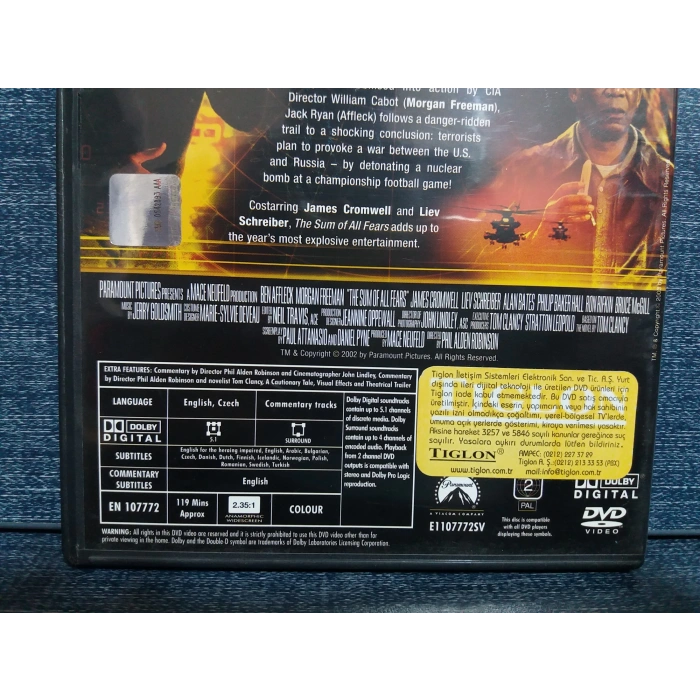 into action by CIA
Director William Cabot (Morgan Freeman),
Jack Ryan (Affleck) follows a danger-ridden
trail to a shocking conclusion: terrorists
plan to provoke a war between the U.S.
and Russia – by detonating a nuclear
bomb at a championship football game!
Costarring James Cromwell and Liev
Schreiber, The Sum of All Fears adds up to
the year's most explosive entertainment.
PARAMOUNT PICTURES PRESENTS A MACE NEUFELD PRODUCTION BEN AFFLECK MORGAN FREEMAN "THE SUM OF ALL FEARS" JAMES CROMWELL LIEV SCHREIBER ALAN BATES PHILIP BAKER HALL RON RIFKIN BRUCE McGILL
MUSIC BY JERRY GOLDSMITH COSTUME DESIGNER MARIE-SYLVIE DEVEAU EDITED BY NEIL TRAVIS, ACE PRODUCTION DESIGNER JEANNINE OPPEWALL DIRECTOR OF PHOTOGRAPHY JOHN LINDLEY, ASC EXECUTIVE PRODUCERS TOM CLANCY STRATTON LEOPOLD BASED ON THE NOVEL BY TOM CLANCY
SCREENPLAY BY PAUL ATTANASIO AND DANIEL PYNE PRODUCED BY MACE NEUFELD DIRECTED BY PHIL ALDEN ROBINSON
TM & Copyright © 2002 by Paramount Pictures. All Rights Reserved.
EXTRA FEATURES: Commentary by Director Phil Alden Robinson and Cinematographer John Lindley, Commentary
by Director Phil Alden Robinson and novelist Tom Clancy, A Cautionary Tale, Visual Effects and Theatrical Trailer
LANGUAGE
English, Czech
Commentary tracks
DOLBY
DIGITAL
5.1
SURROUND
SUBTITLES
English for the hearing impaired, English, Arabic, Bulgarian,
Czech, Danish, Dutch, Finnish, Icelandic, Norwegian, Polish,
Romanian, Swedish, Turkish
COMMENTARY
SUBTITLES
English
EN 107772
119 Mins
Approx
2.35:1
ANAMORPHIC
WIDESCREEN
COLOUR
Dolby Digital soundtracks
contain up to 5.1 channels
of discrete media. Dolby
Surround soundtracks can
contain up to 4 channels of
encoded audio. Playback
from 2 channel DVD
outputs is compatible with
stereo and Dolby Pro Logic
reproduction.
WARNING: All rights in this DVD video are reserved and it is strictly prohibited to use this DVD video other than for
private viewing in the home. Dolby and the Double D symbol are trademarks of Dolby Laboratories Licensing Corporation.
Tiglon İletişim Sistemleri Elektronik San. ve Tic. A.Ş. Yurt
dışında
TIGLON®
AMPEC: (0212) 227 37 29
Tiglon A.Ş.:(0212) 213 33 53 (PBX)
www.tiglon.com.tr mail:info@tiglon.com.tr
Paramount
A VIACOM COMPANY
E1107772SV
2
PAL
This disc is compatible
with all DVD players
displaying these symbols.
DOLBY
DIGITAL
DVD
VIDEO